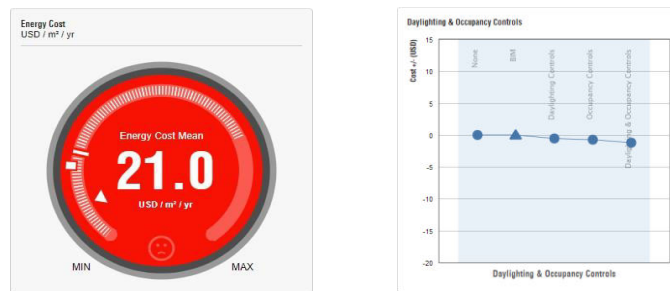 Energy Cost
USD / m² / yr
Energy Cost Mean
21.0
USD / m² / yr
MIN
MAX
Daylighting & Occupancy Controls
Cost +/- (USD)
15
10
5
0
-5
-10
-15
-20
None
BIM
Daylighting Controls
Occupancy Controls
Daylighting & Occupancy Controls
Daylighting & Occupancy Controls